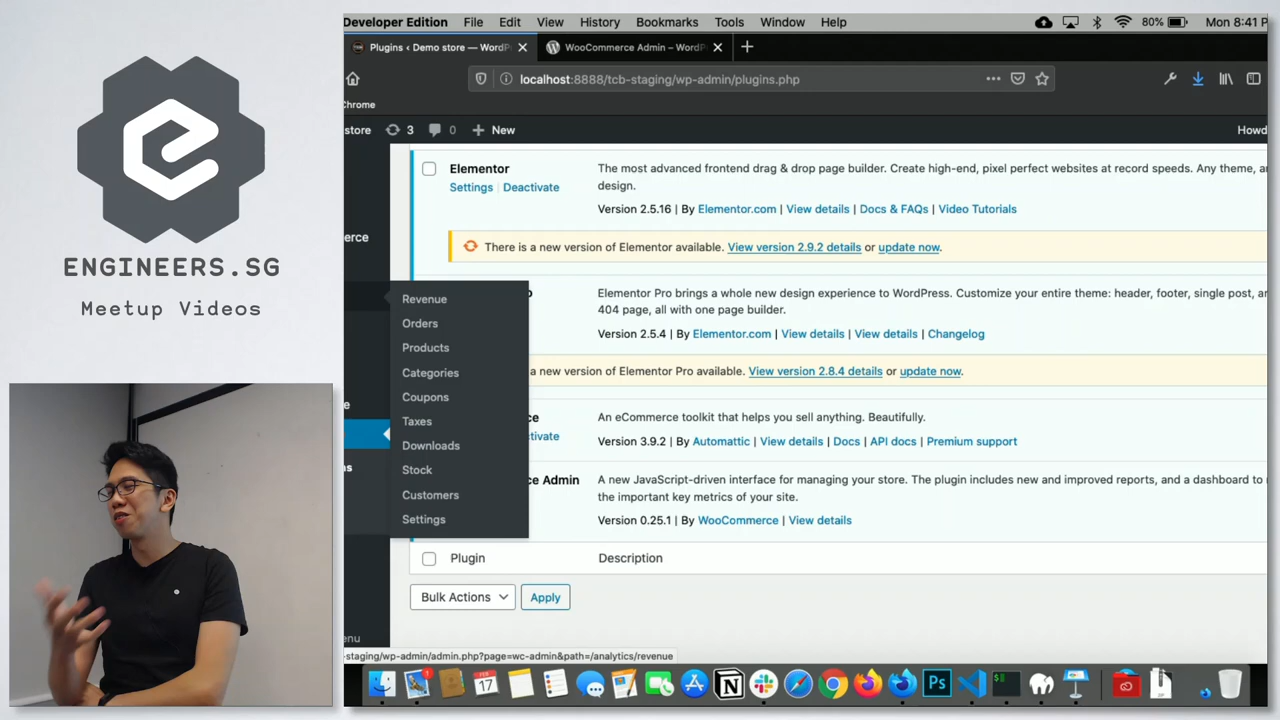 ENGINEERS.SG
Meetup Videos
Developer Edition File Edit View History Bookmarks Tools Window Help 80% Mon 8:41 P
Plugins ‹ Demo store — WordP
WooCommerce Admin – WordP
localhost:8888/tcb-staging/wp-admin/plugins.php
Chrome
store 3 0 New Howd
Elementor
Settings | Deactivate
The most advanced frontend drag & drop page builder. Create high-end, pixel perfect websites at record speeds. Any theme, an
design.
Version 2.5.16 | By Elementor.com | View details | Docs & FAQs | Video Tutorials
There is a new version of Elementor available. View version 2.9.2 details or update now.
Elementor Pro brings a whole new design experience to WordPress. Customize your entire theme: header, footer, single post, ar
404 page, all with one page builder.
Version 2.5.4 | By Elementor.com | View details | View details | Changelog
a new version of Elementor Pro available. View version 2.8.4 details or update now.
ce
ivate
An eCommerce toolkit that helps you sell anything. Beautifully.
Version 3.9.2 | By Automattic | View details | Docs | API docs | Premium support
ce Admin
A new JavaScript-driven interface for managing your store. The plugin includes new and improved reports, and a dashboard to
the important key metrics of your site.
Version 0.25.1 | By WooCommerce | View details
Revenue
Orders
Products
Categories
Coupons
Taxes
Downloads
Stock
Customers
Settings
Plugin Description
Bulk Actions Apply
-staging/wp-admin/admin.php?page=wc-admin&path=/analytics/revenue
FEB
17
Ps